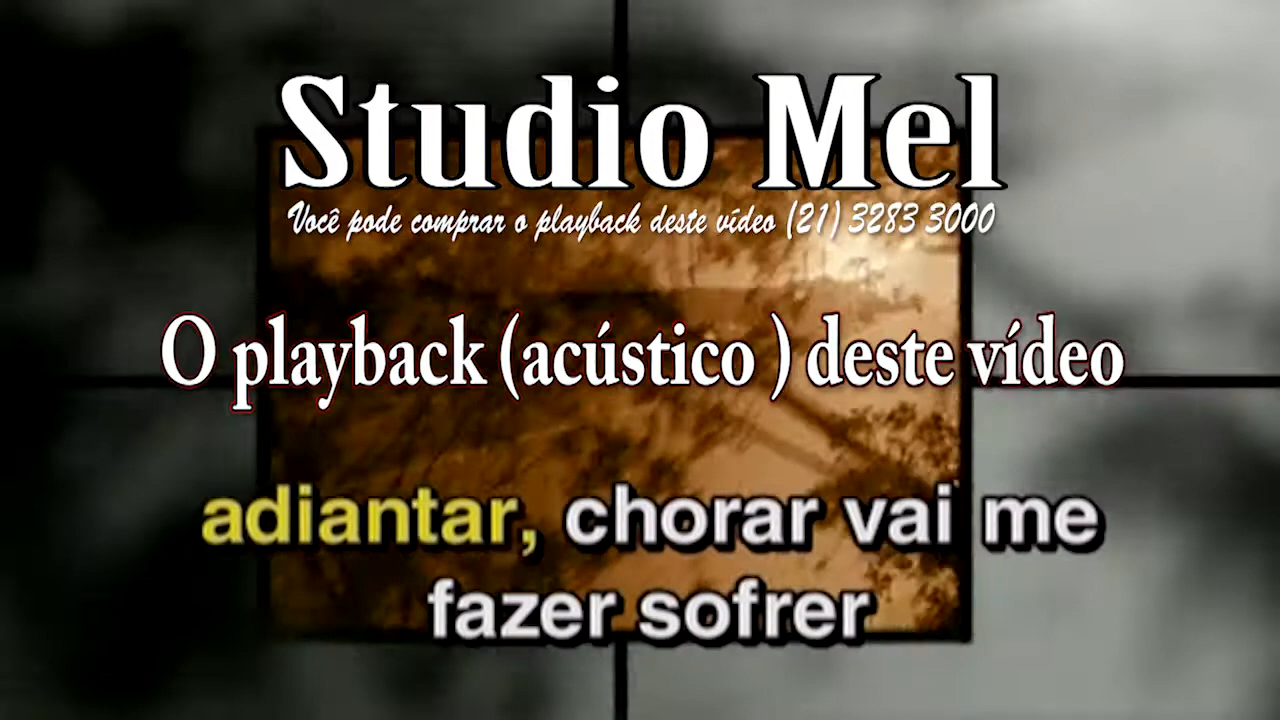 Studio Mel
Você pode comprar o playback deste vídeo (21) 3283 3000
O playback (acústico ) deste vídeo
adiantar, chorar vai me
fazer sofrer